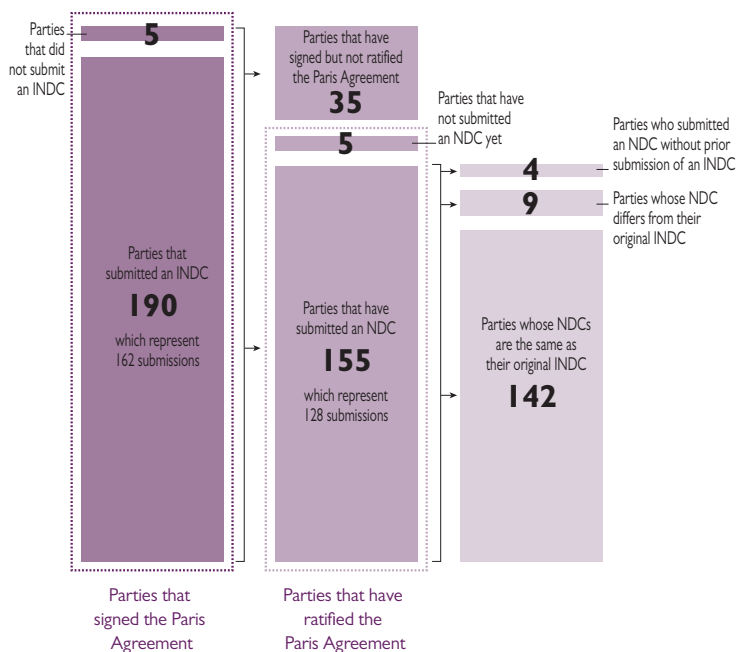 Parties
that did
not submit
an INDC
5
Parties that
submitted an INDC
190
which represent
162 submissions
Parties that
signed the Paris
Agreement
Parties that have
signed but not ratified
the Paris Agreement
35
Parties that have
not submitted
an NDC yet
5
Parties that have
submitted an NDC
155
which represent
128 submissions
Parties that have
ratified the
Paris Agreement
Parties who submitted
an NDC without prior
submission of an INDC
4
9
Parties whose NDC
differs from their
original INDC
Parties whose NDCs
are the same as
their original INDC
142